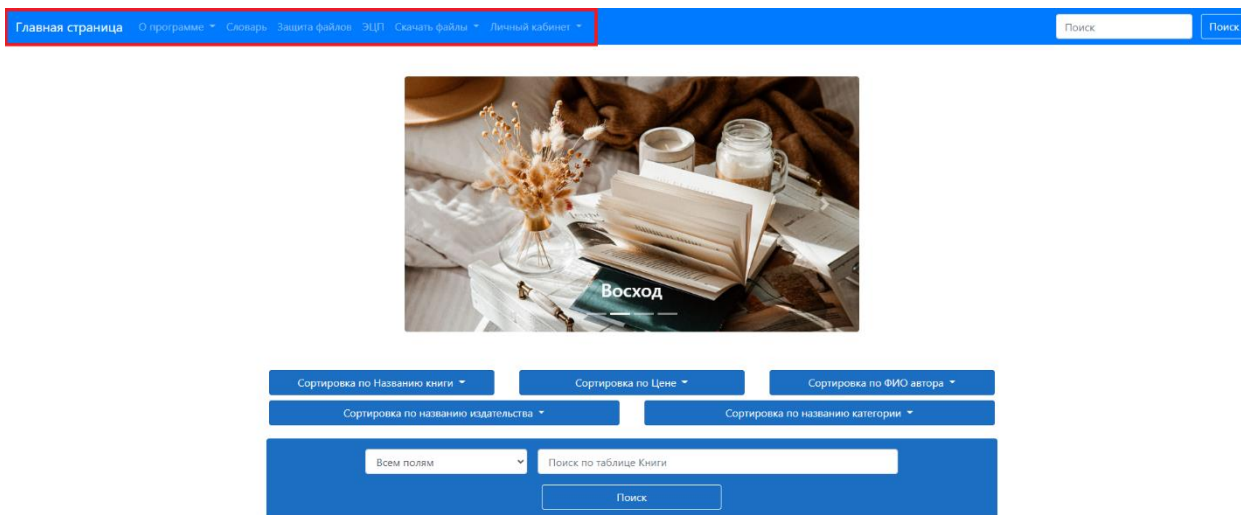 Главная страница О программе Словарь Защита файлов ЭЦП Скачать файлы Личный кабинет Поиск Поиск
Восход
Сортировка по Названию книги Сортировка по Цене Сортировка по ФИО автора
Сортировка по названию издательства Сортировка по названию категории
Всем полям Поиск по таблице Книги
Поиск